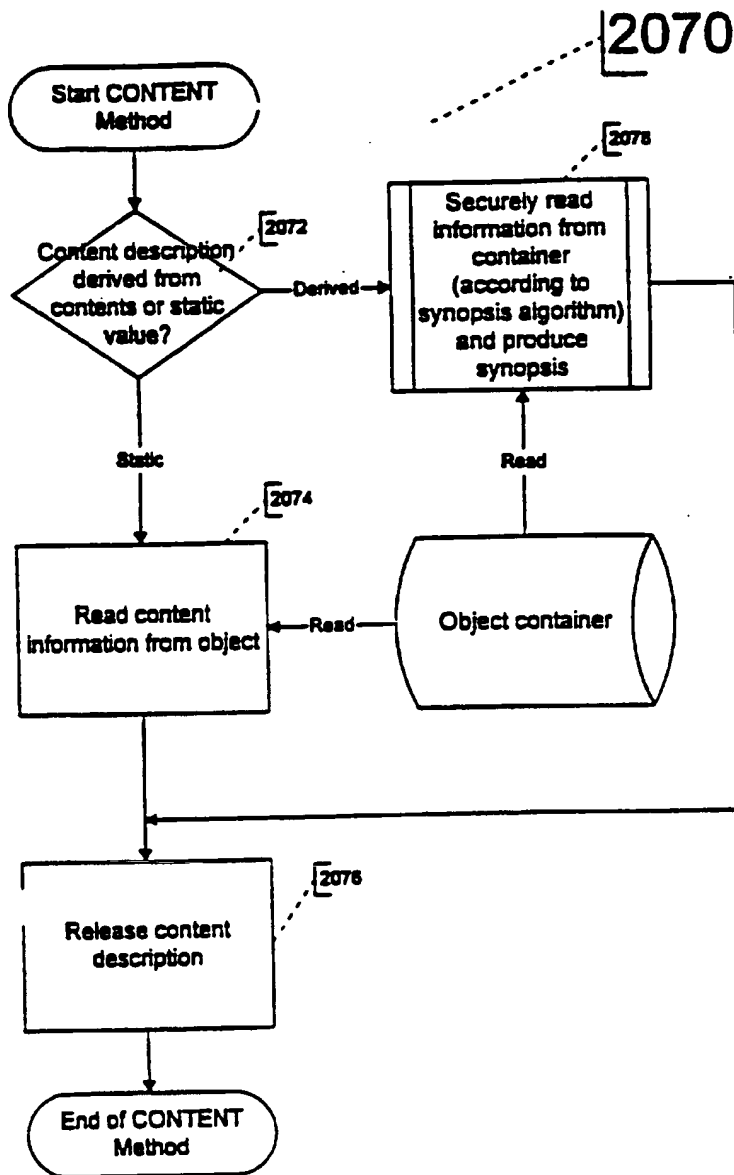 2070
Start CONTENT
Method
2072
Content description
derived from
contents or static
value?
Derived
2078
Securely read
information from
container
(according to
synopsis algorithm)
and produce
synopsis
Static
Read
2074
Read content
information from object
Read
Object container
2076
Release content
description
End of CONTENT
Method